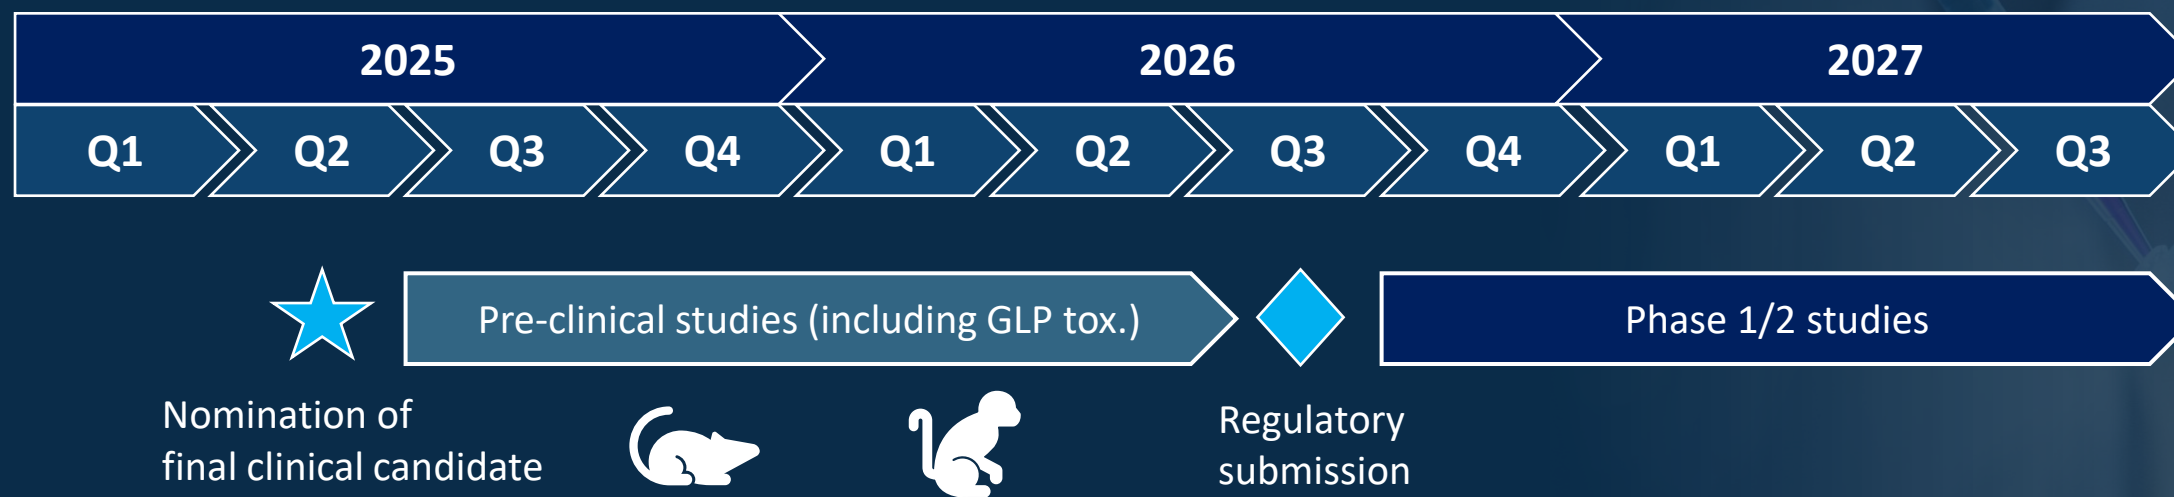 2025 2026 2027
Q1 Q2 Q3 Q4 Q1 Q2 Q3 Q4 Q1 Q2 Q3
Pre-clinical studies (including GLP tox.)
Phase 1/2 studies
Nomination of
final clinical candidate
Regulatory
submission